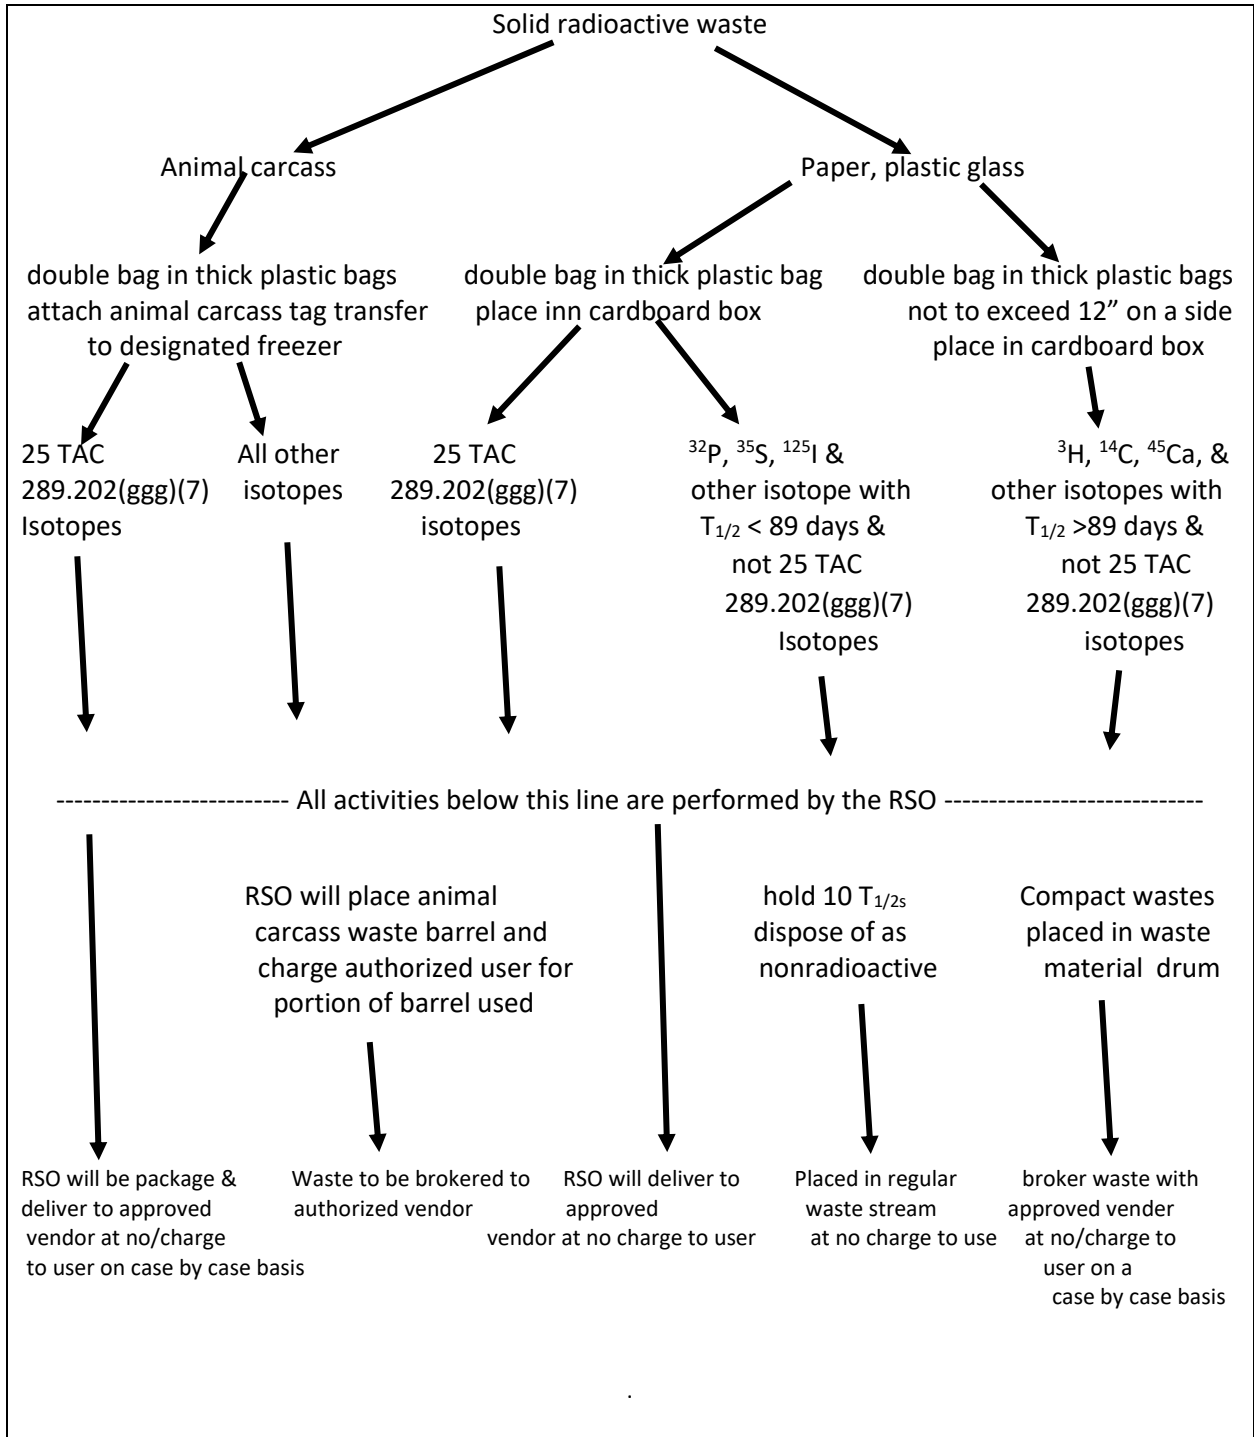 Solid radioactive waste
Animal carcass
Paper, plastic glass
double bag in thick plastic bags
attach animal carcass tag transfer
to designated freezer
double bag in thick plastic bag
place inn cardboard box
double bag in thick plastic bags
not to exceed 12” on a side
place in cardboard box
25 TAC
289.202(ggg)(7)
Isotopes
All other
isotopes
25 TAC
289.202(ggg)(7)
isotopes
³²P, ³⁵S, ¹²⁵I &
other isotope with
T₁/₂ < 89 days &
not 25 TAC
289.202(ggg)(7)
Isotopes
³H, ¹⁴C, ⁴⁵Ca, &
other isotopes with
T₁/₂ >89 days &
not 25 TAC
289.202(ggg)(7)
isotopes
-------------------------- All activities below this line are performed by the RSO -----------------------------
RSO will place animal
carcass waste barrel and
charge authorized user for
portion of barrel used
hold 10 T₁/₂ₛ
dispose of as
nonradioactive
Compact wastes
placed in waste
material drum
RSO will be package &
deliver to approved
vendor at no/charge
to user on case by case basis
Waste to be brokered to
authorized vendor
RSO will deliver to
approved
vendor at no charge to user
Placed in regular
waste stream
at no charge to use
broker waste with
approved vender
at no/charge to
user on a
case by case basis
.